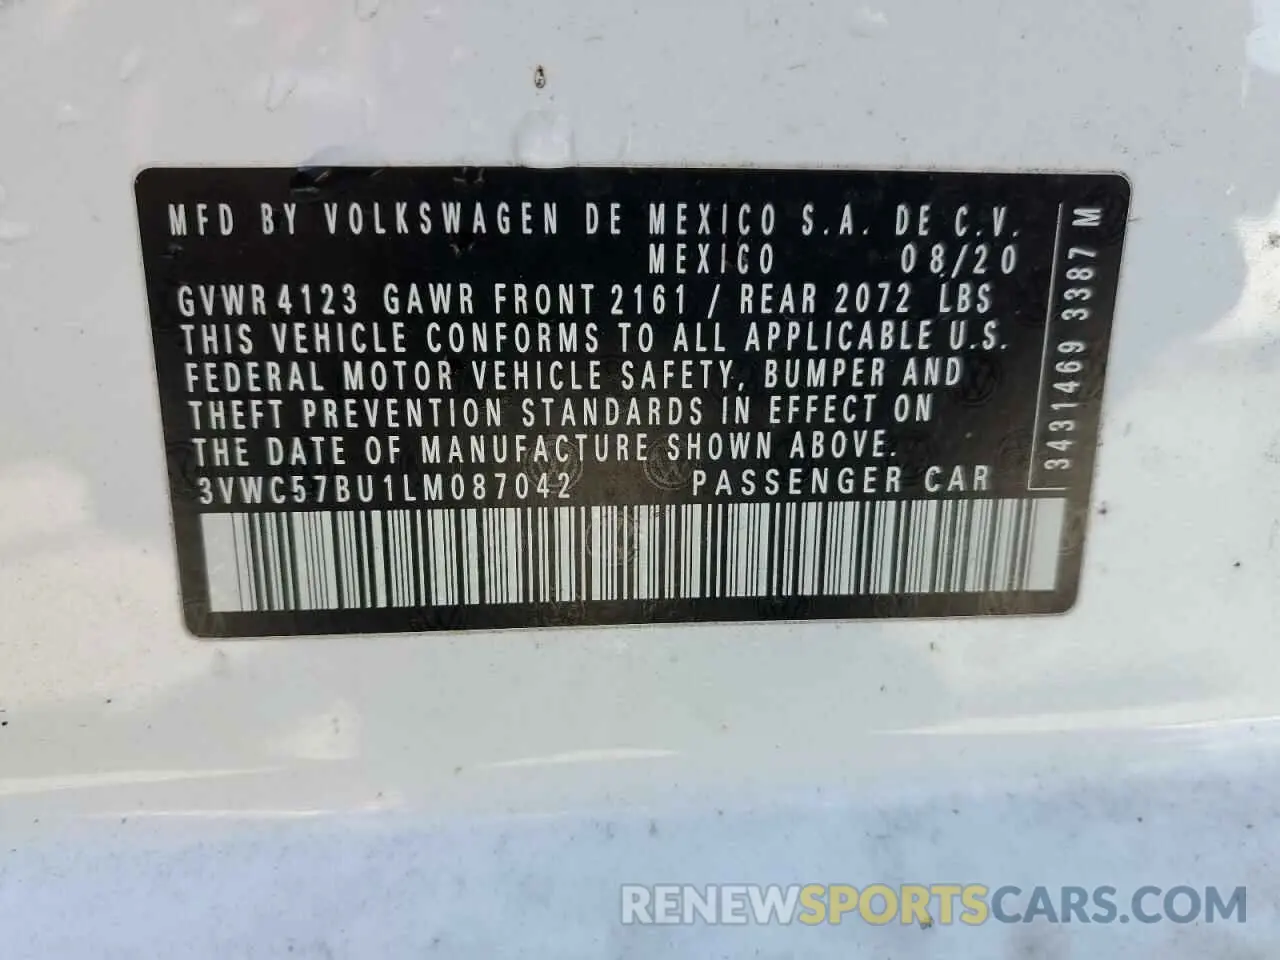 MFD BY VOLKSWAGEN DE MEXICO S.A. DE C.V.
MEXICO 08/20
GVWR 4123 GAWR FRONT 2161 / REAR 2072 LBS
THIS VEHICLE CONFORMS TO ALL APPLICABLE U.S.
FEDERAL MOTOR VEHICLE SAFETY, BUMPER AND
THEFT PREVENTION STANDARDS IN EFFECT ON
THE DATE OF MANUFACTURE SHOWN ABOVE.
3VWC57BU1LM087042 PASSENGER CAR
3431469 3387 M
RENEWSPORTSCARS.COM